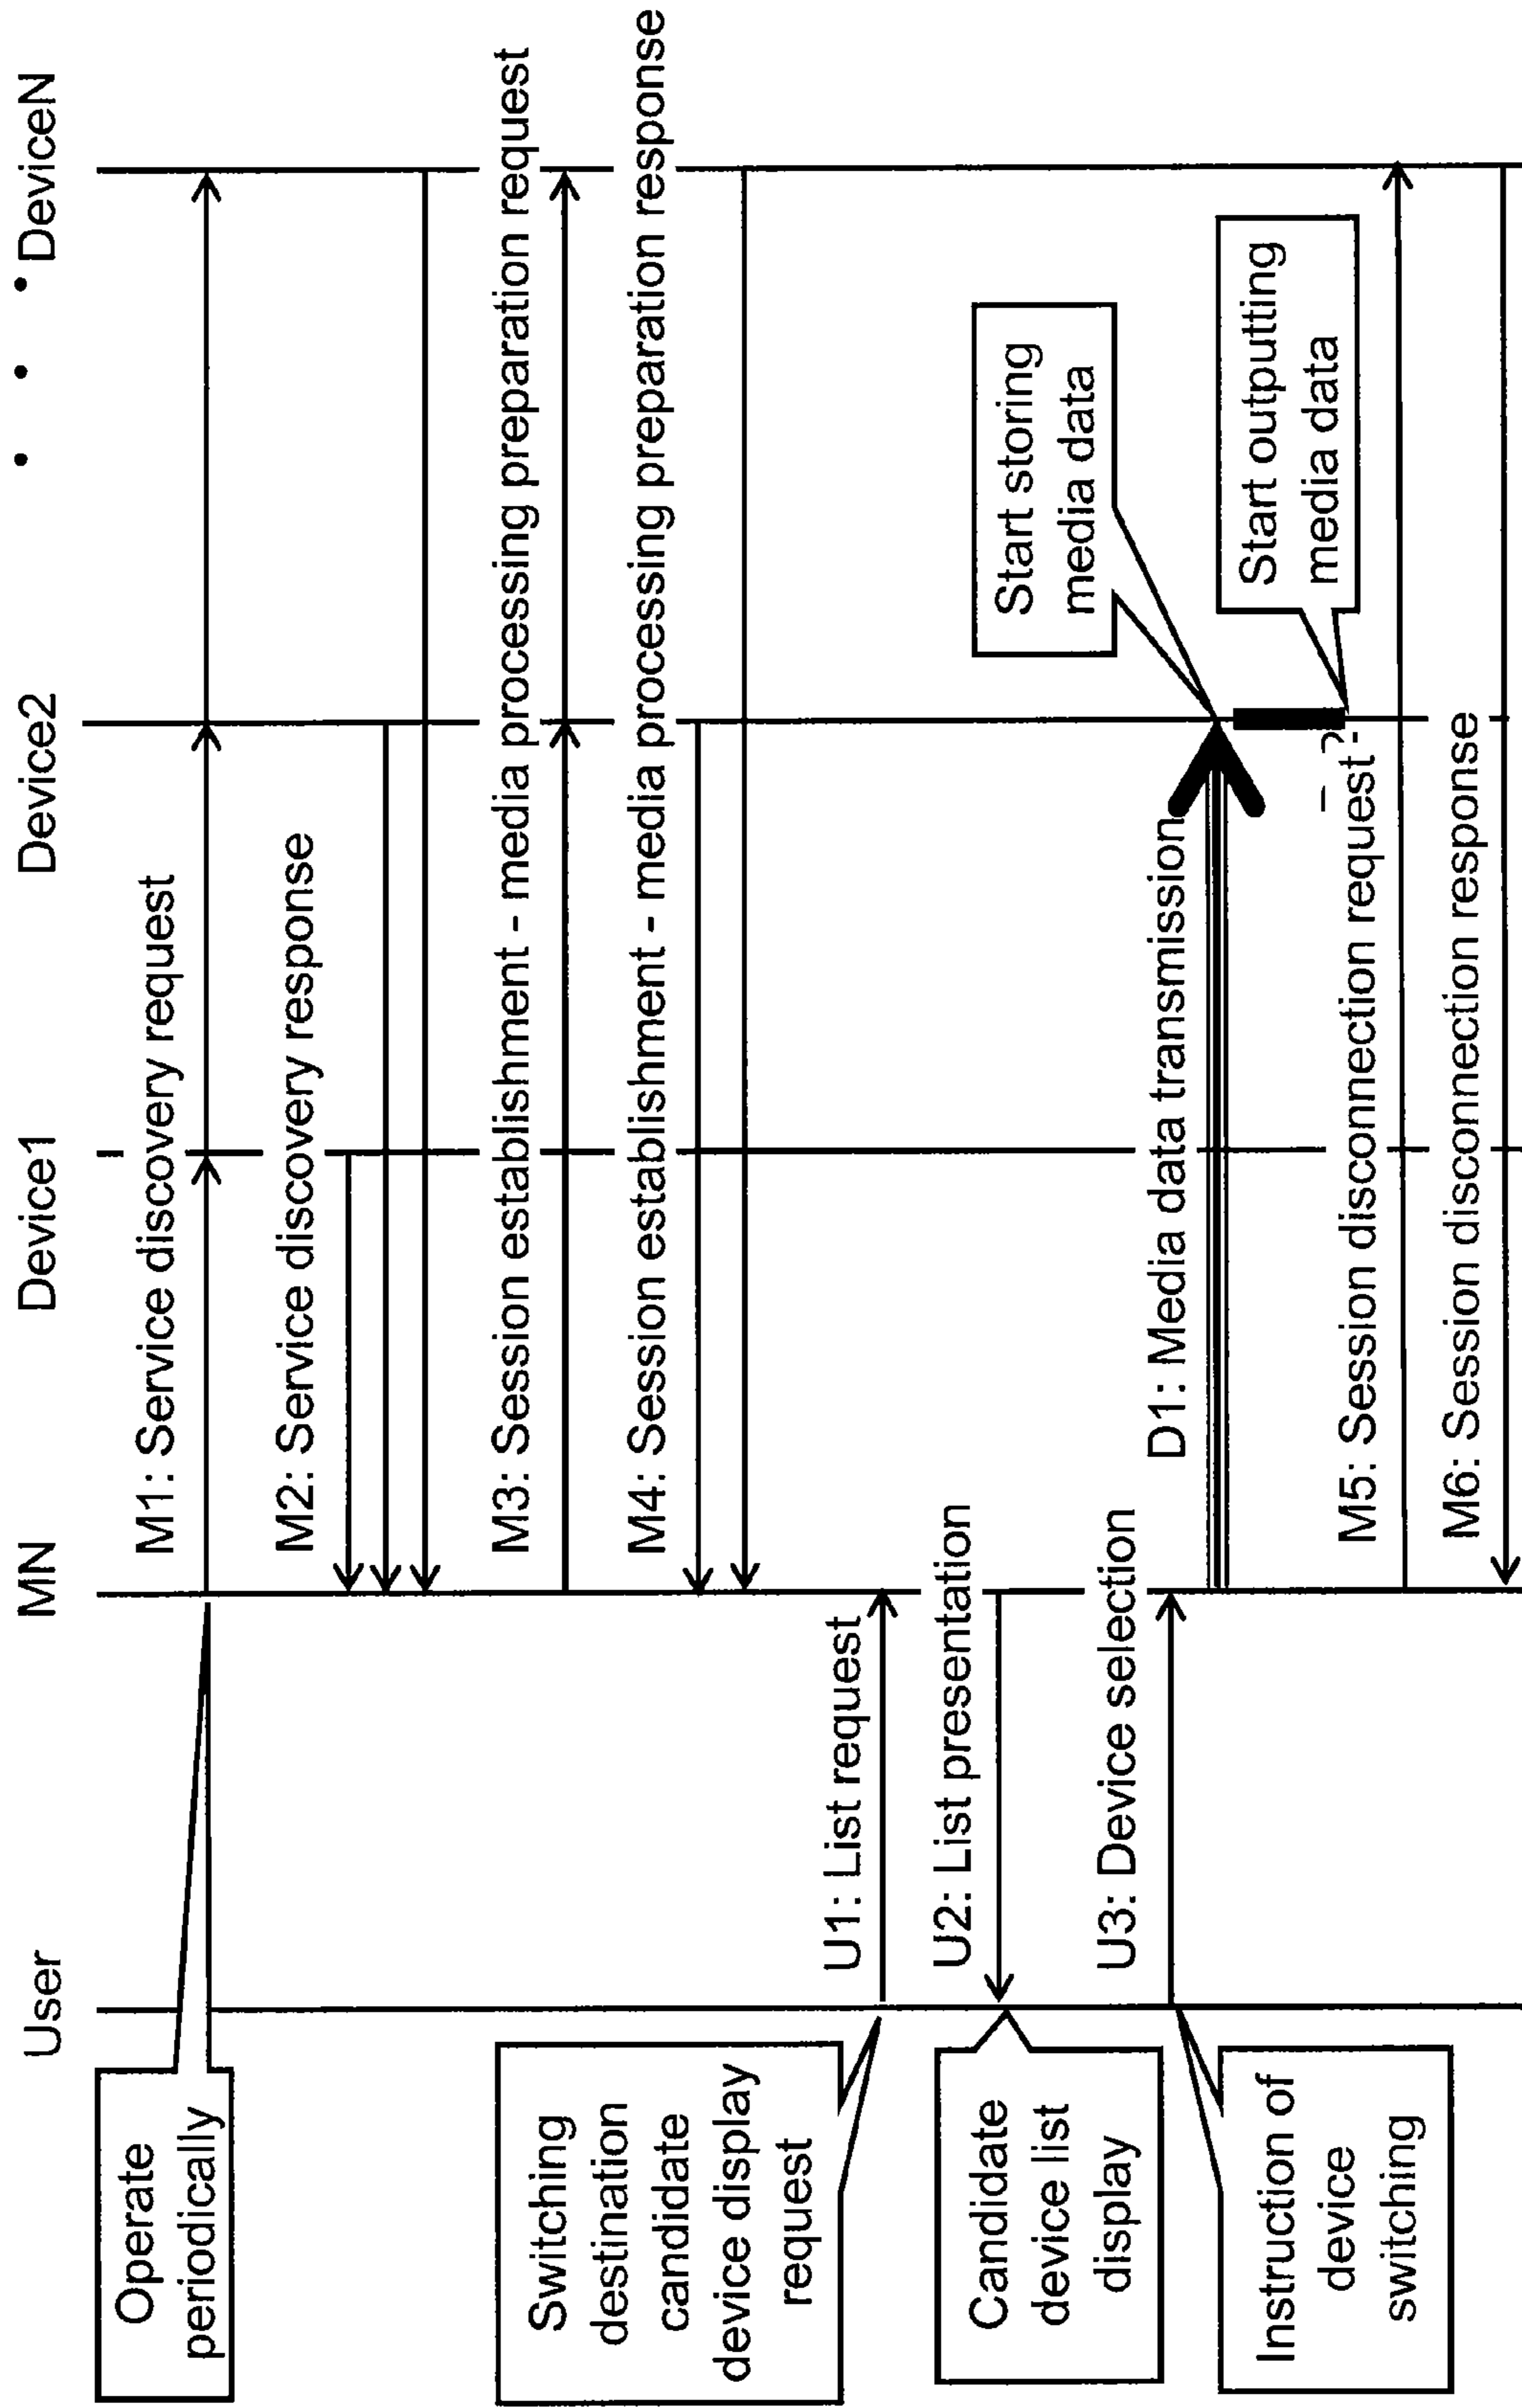 User
MN
Device1
Device2
• • • DeviceN
Operate
periodically
M1: Service discovery request
M2: Service discovery response
M3: Session establishment - media processing preparation request
M4: Session establishment - media processing preparation response
Switching
destination
candidate
device display
request
U1: List request
U2: List presentation
Candidate
device list
display
U3: Device selection
Instruction of
device
switching
D1: Media data transmission
Start storing
media data
Start outputting
media data
M5: Session disconnection request
M6: Session disconnection response